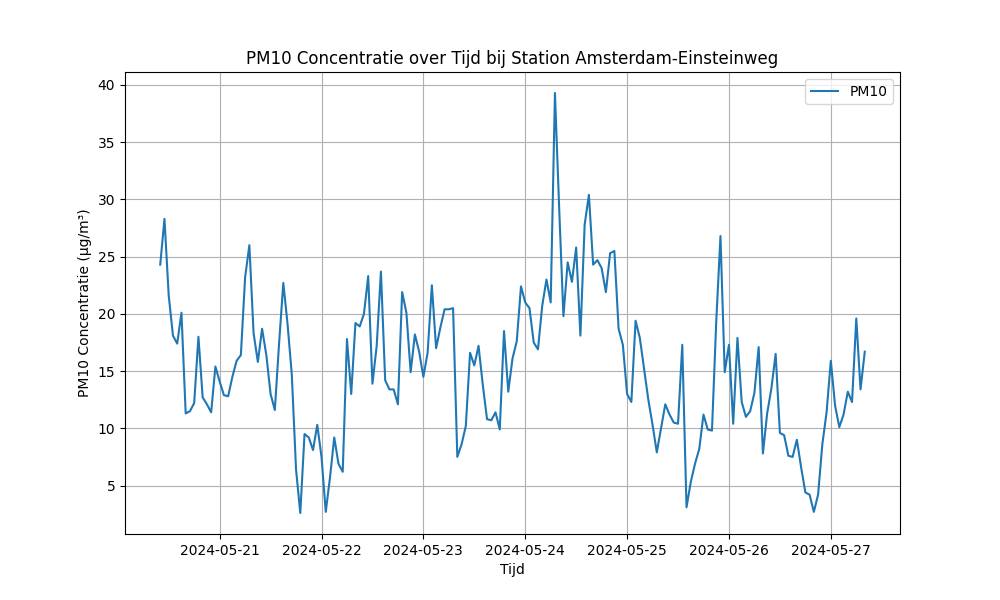 PM10 Concentratie over Tijd bij Station Amsterdam-Einsteinweg
PM10
PM10 Concentratie (µg/m³)
40
35
30
25
20
15
10
5
2024-05-21 2024-05-22 2024-05-23 2024-05-24 2024-05-25 2024-05-26 2024-05-27
Tijd